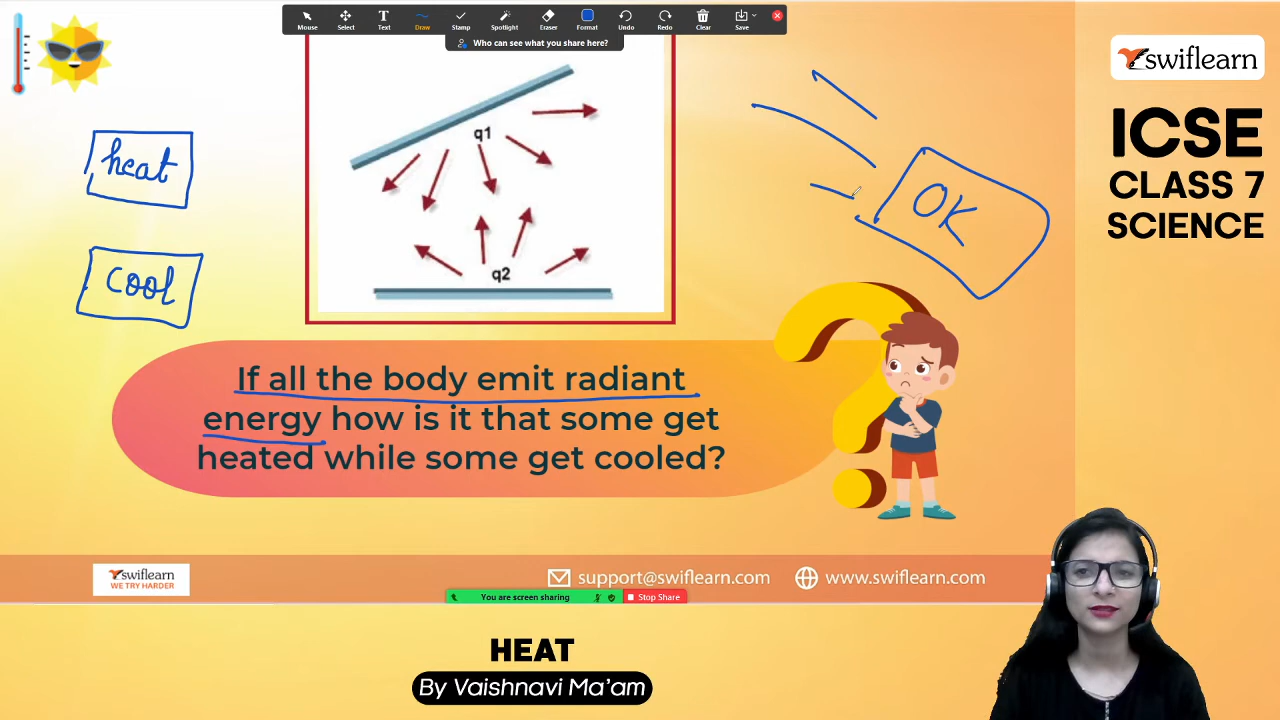 Mouse
Select
Text
Draw
Stamp
Spotlight
Eraser
Format
Undo
Redo
Clear
Save
Who can see what you share here?
swiflearn
ICSE
CLASS 7
SCIENCE
heat
cool
q1
q2
OK
If all the body emit radiant
energy how is it that some get
heated while some get cooled?
swiflearn
WE TRY HARDER
support@swiflearn.com
www.swiflearn.com
You are screen sharing
Stop Share
HEAT
By Vaishnavi Ma'am